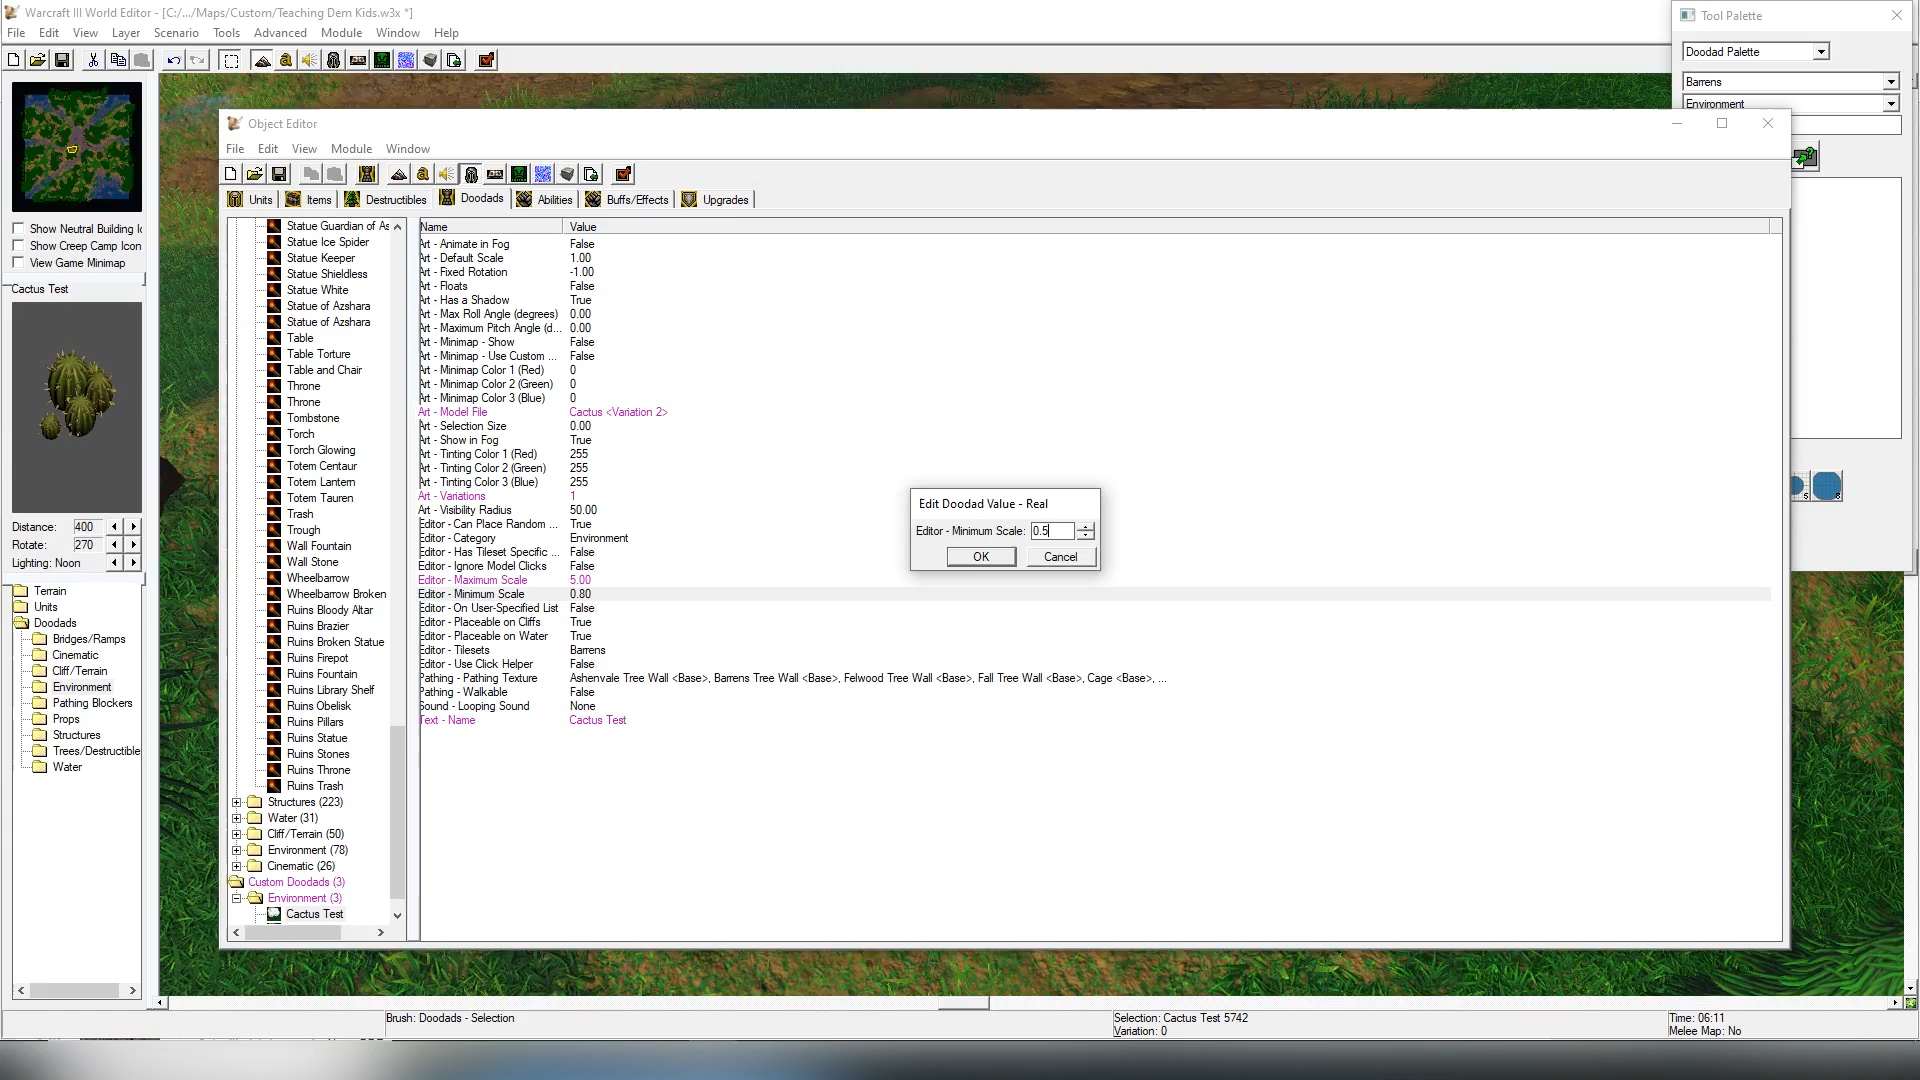 Warcraft III World Editor - [C:/.../Maps/Custom/Teaching Dem Kids.w3x *]
File Edit View Layer Scenario Tools Advanced Module Window Help
Show Neutral Building Ic
Show Creep Camp Icon
View Game Minimap
Cactus Test
Distance: 400
Rotate: 270
Lighting: Noon
Terrain
Units
Doodads
Bridges/Ramps
Cinematic
Cliff/Terrain
Environment
Pathing Blockers
Props
Structures
Trees/Destructible
Water
Object Editor
File Edit View Module Window
Units Items Destructibles Doodads Abilities Buffs/Effects Upgrades
Statue Guardian of As
Statue Ice Spider
Statue Keeper
Statue Shieldless
Statue White
Statue of Azshara
Statue of Azshara
Table
Table Torture
Table and Chair
Throne
Throne
Tombstone
Torch
Torch Glowing
Totem Centaur
Totem Lantern
Totem Tauren
Trash
Trough
Wall Fountain
Wall Stone
Wheelbarrow
Wheelbarrow Broken
Ruins Bloody Altar
Ruins Brazier
Ruins Broken Statue
Ruins Firepot
Ruins Fountain
Ruins Library Shelf
Ruins Obelisk
Ruins Pillars
Ruins Statue
Ruins Stones
Ruins Throne
Ruins Trash
Structures (223)
Water (31)
Cliff/Terrain (50)
Environment (78)
Cinematic (26)
Custom Doodads (3)
Environment (3)
Cactus Test
Name Value
Art - Animate in Fog False
Art - Default Scale 1.00
Art - Fixed Rotation -1.00
Art - Floats False
Art - Has a Shadow True
Art - Max Roll Angle (degrees) 0.00
Art - Maximum Pitch Angle (d... 0.00
Art - Minimap - Show False
Art - Minimap - Use Custom ... False
Art - Minimap Color 1 (Red) 0
Art - Minimap Color 2 (Green) 0
Art - Minimap Color 3 (Blue) 0
Art - Model File Cactus <Variation 2>
Art - Selection Size 0.00
Art - Show in Fog True
Art - Tinting Color 1 (Red) 255
Art - Tinting Color 2 (Green) 255
Art - Tinting Color 3 (Blue) 255
Art - Variations 1
Art - Visibility Radius 50.00
Editor - Can Place Random ... True
Editor - Category Environment
Editor - Has Tileset Specific ... False
Editor - Ignore Model Clicks False
Editor - Maximum Scale 5.00
Editor - Minimum Scale 0.80
Editor - On User-Specified List False
Editor - Placeable on Cliffs True
Editor - Placeable on Water True
Editor - Tilesets Barrens
Editor - Use Click Helper False
Pathing - Pathing Texture Ashenvale Tree Wall <Base>, Barrens Tree Wall <Base>, Felwood Tree Wall <Base>, Fall Tree Wall <Base>, Cage <Base>, ...
Pathing - Walkable False
Sound - Looping Sound None
Text - Name Cactus Test
Edit Doodad Value - Real
Editor - Minimum Scale: 0.5
OK Cancel
Tool Palette
Doodad Palette
Barrens
Environment
Brush: Doodads - Selection
Selection: Cactus Test 5742
Variation: 0
Time: 06:11
Melee Map: No